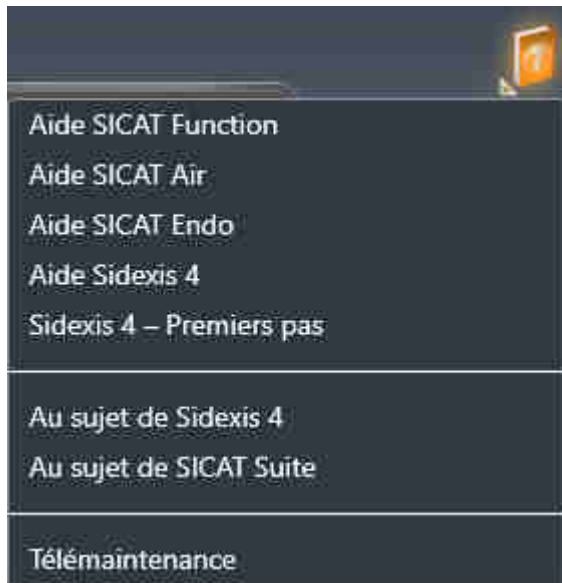 Aide SICAT Function
Aide SICAT Air
Aide SICAT Endo
Aide Sidexis 4
Sidexis 4 – Premiers pas
Au sujet de Sidexis 4
Au sujet de SICAT Suite
Télémaintenance